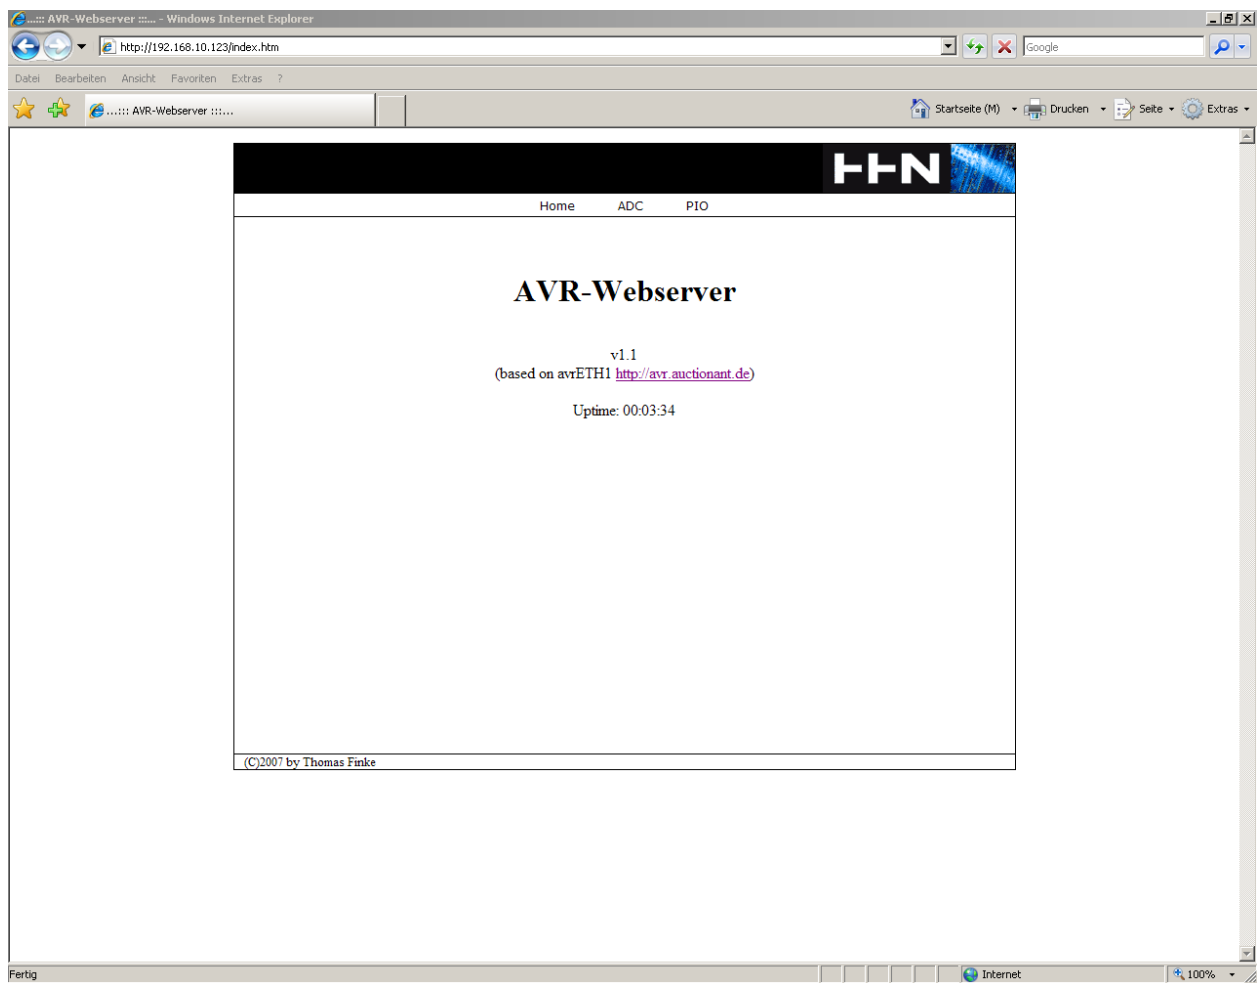 ...::: AVR-Webserver :::... - Windows Internet Explorer
http://192.168.10.123/index.htm
Google
Datei Bearbeiten Ansicht Favoriten Extras ?
...::: AVR-Webserver :::...
Startseite (M) Drucken Seite Extras
HHN
Home ADC PIO
AVR-Webserver
v1.1
(based on avrETH1 http://avr.auctionant.de)
Uptime: 00:03:34
(C)2007 by Thomas Finke
Fertig
Internet
100%